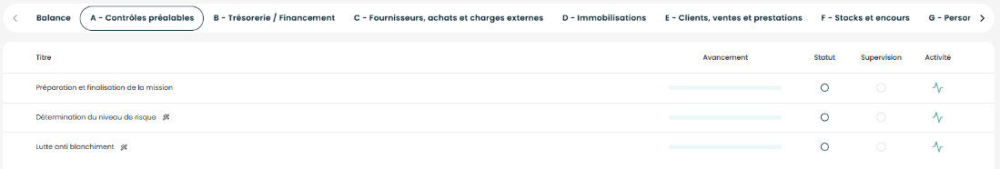 Balance A - Contrôles préalables B - Trésorerie / Financement C - Fournisseurs, achats et charges externes D - Immobilisations E - Clients, ventes et prestations F - Stocks et encours G - Persor
Titre Avancement Statut Supervision Activité
Préparation et finalisation de la mission
Détermination du niveau de risque
Lutte anti blanchiment